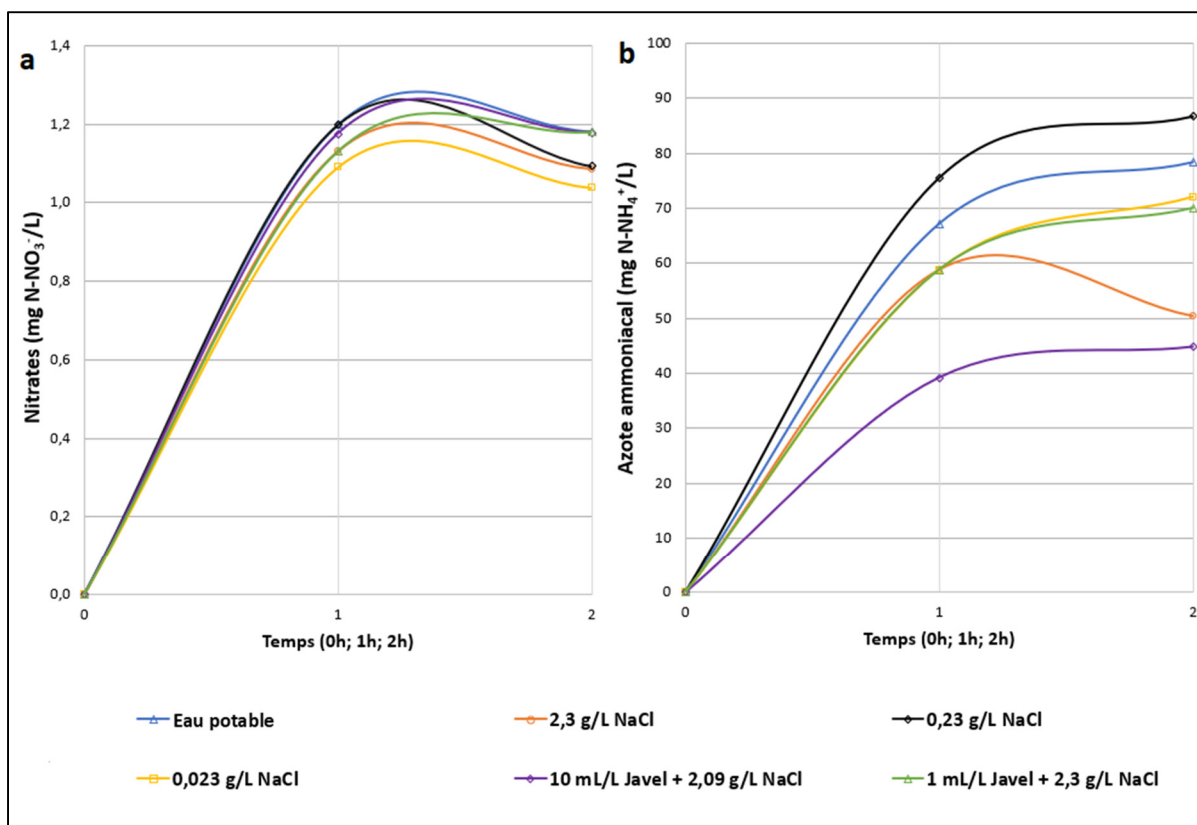 a
1,4
1,2
1,0
0,8
0,6
0,4
0,2
0,0
Nitrates (mg N-NO₃⁻/L)
0 1 2
Temps (0h; 1h; 2h)
b
100
90
80
70
60
50
40
30
20
10
0
Azote ammoniacal (mg N-NH₄⁺/L)
0 1 2
Temps (0h; 1h; 2h)
Eau potable 2,3 g/L NaCl 0,23 g/L NaCl
0,023 g/L NaCl 10 mL/L Javel + 2,09 g/L NaCl 1 mL/L Javel + 2,3 g/L NaCl